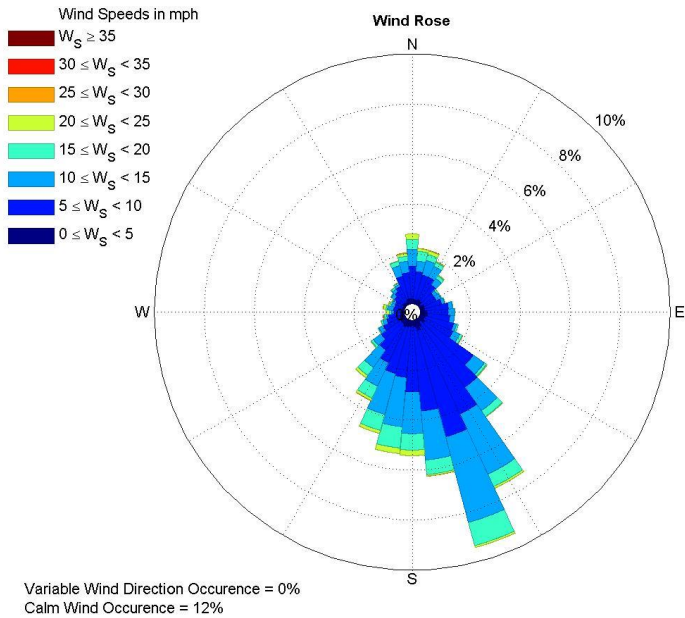 Wind Speeds in mph
W_S ≥ 35
30 ≤ W_S < 35
25 ≤ W_S < 30
20 ≤ W_S < 25
15 ≤ W_S < 20
10 ≤ W_S < 15
5 ≤ W_S < 10
0 ≤ W_S < 5
Wind Rose
N
10%
8%
6%
4%
2%
W
E
S
Variable Wind Direction Occurence = 0%
Calm Wind Occurence = 12%